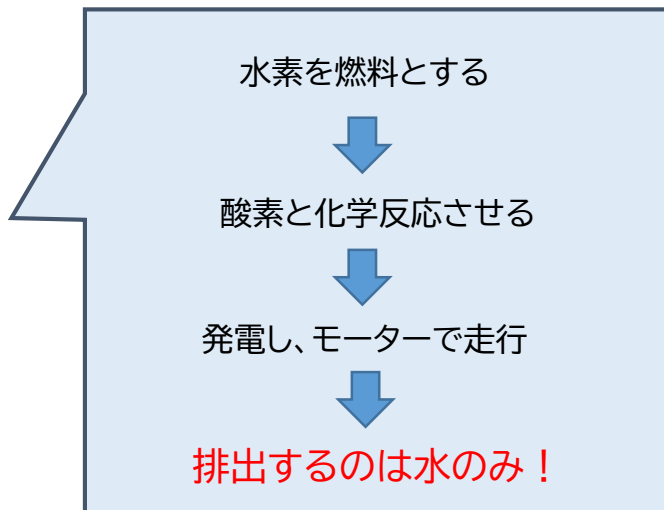 水素を燃料とする
酸素と化学反応させる
発電し、モーターで走行
排出するのは水のみ！